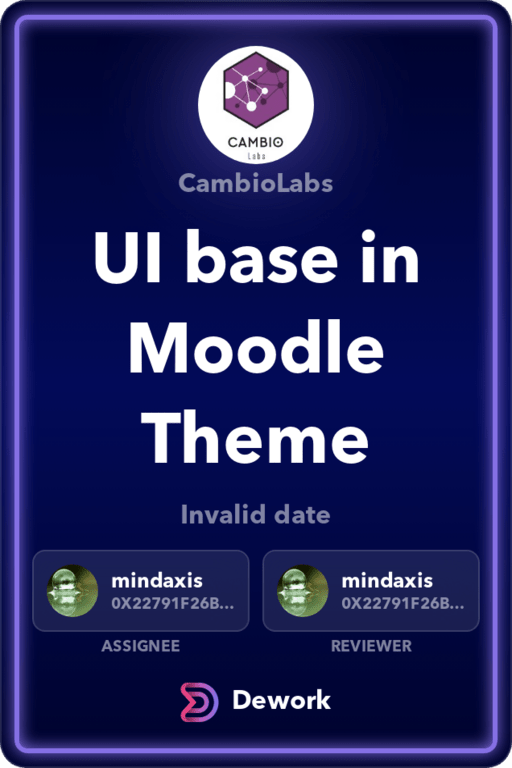 CAMBIO
Labs
CambioLabs
UI base in
Moodle
Theme
Invalid date
mindaxis
0X22791F26B...
mindaxis
0X22791F26B...
ASSIGNEE
REVIEWER
Dework